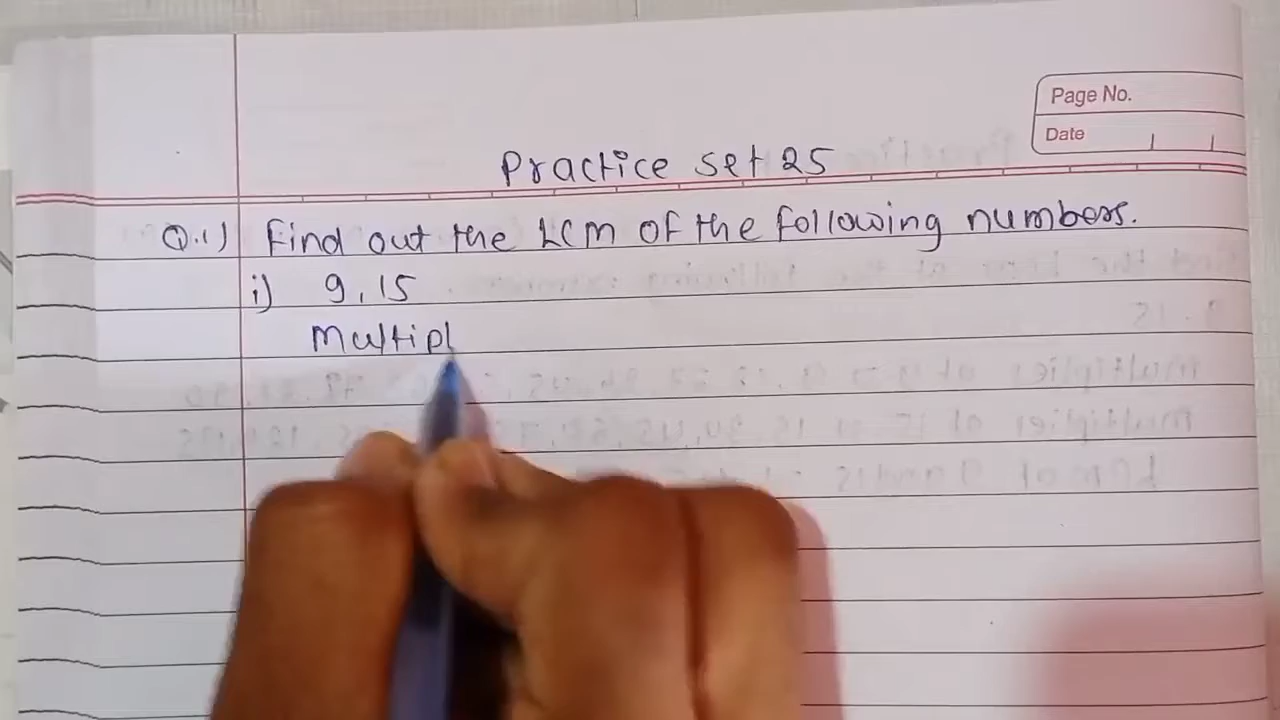 Page No.
Date
Practice set 25
Q.1) Find out the LCM of the following numbers.
i) 9, 15
Multipl